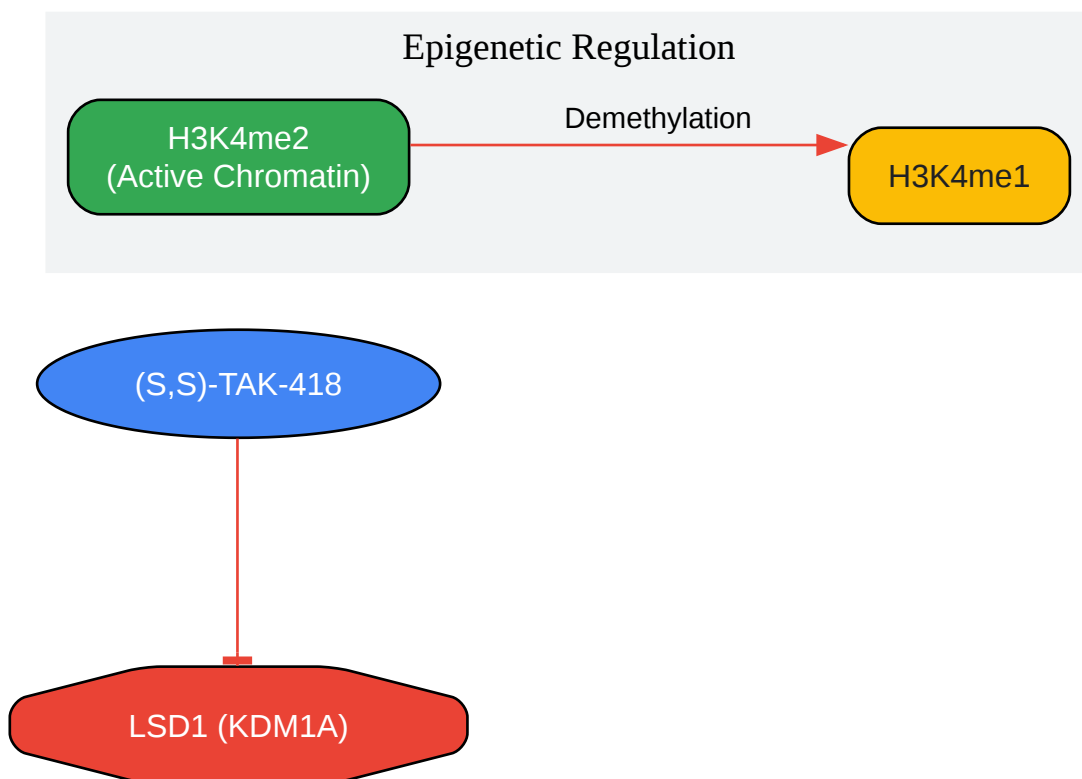 Epigenetic Regulation
Demethylation
H3K4me2
(Active Chromatin)
H3K4me1
(S,S)-TAK-418
LSD1 (KDM1A)